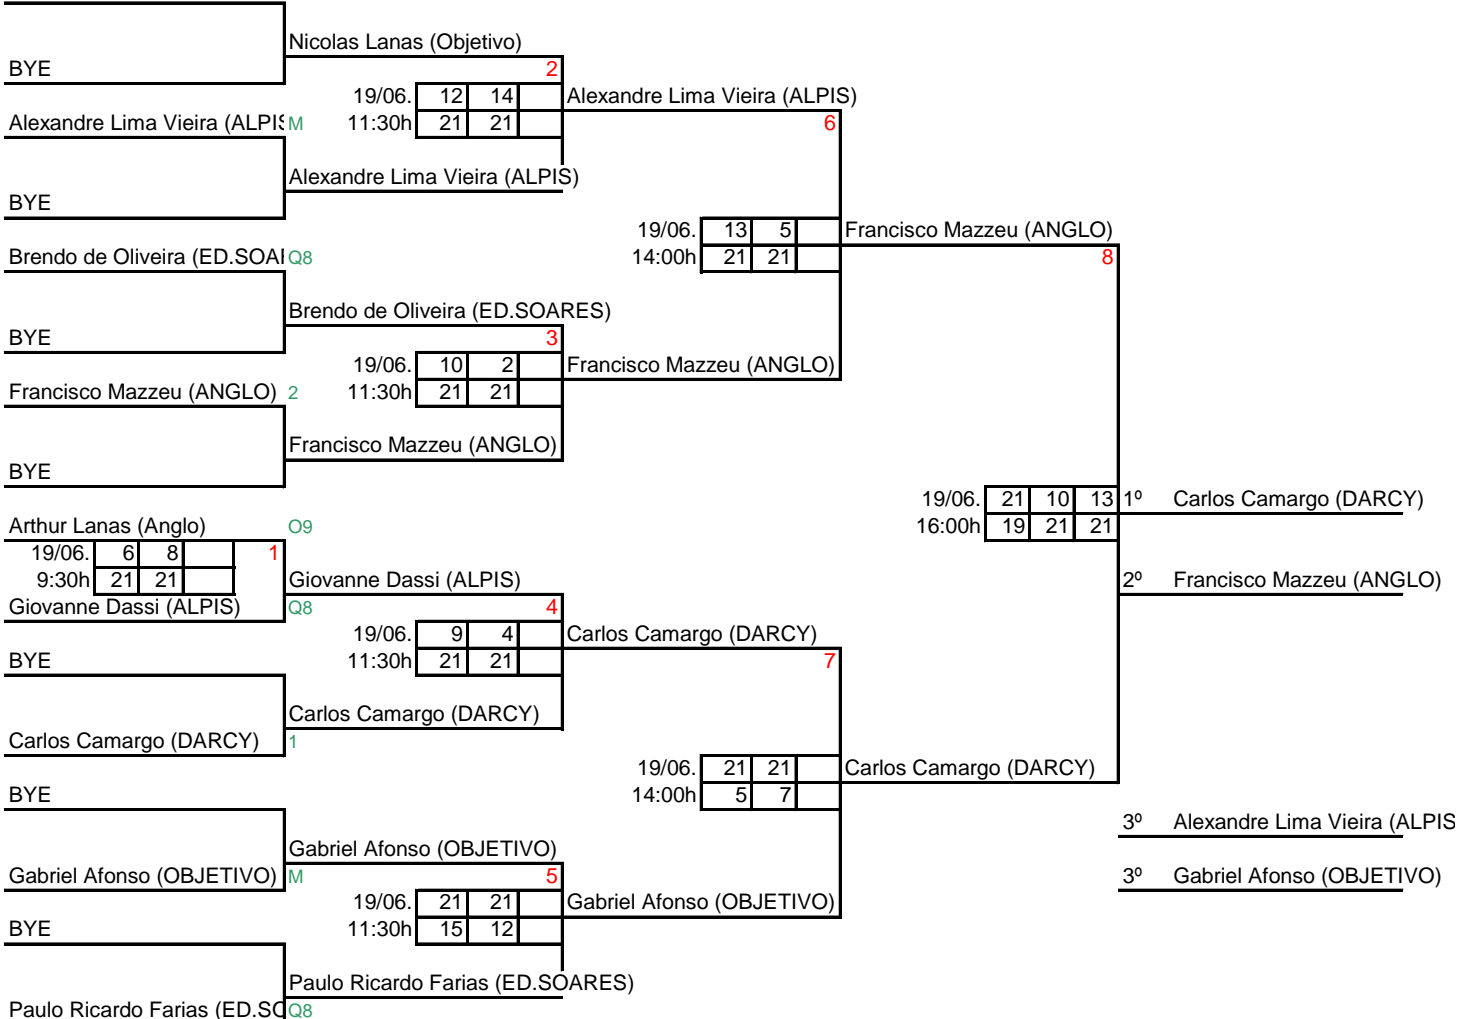 Nicolas Lanas (Objetivo)
BYE 2
19/06. 12 14 Alexandre Lima Vieira (ALPIS)
Alexandre Lima Vieira (ALPIS M 11:30h 21 21 6
Alexandre Lima Vieira (ALPIS)
BYE
19/06. 13 5 Francisco Mazzeu (ANGLO)
Brendo de Oliveira (ED.SOAR Q8 14:00h 21 21 8
Brendo de Oliveira (ED.SOARES)
BYE 3
19/06. 10 2 Francisco Mazzeu (ANGLO)
Francisco Mazzeu (ANGLO) 2 11:30h 21 21
Francisco Mazzeu (ANGLO)
BYE
19/06. 21 10 13 1º Carlos Camargo (DARCY)
Arthur Lanas (Anglo) O9 16:00h 19 21 21
19/06. 6 8 1
9:30h 21 21 Giovanne Dassi (ALPIS) 2º Francisco Mazzeu (ANGLO)
Giovanne Dassi (ALPIS) Q8 4
19/06. 9 4 Carlos Camargo (DARCY)
BYE 11:30h 21 21 7
Carlos Camargo (DARCY)
Carlos Camargo (DARCY) 1
19/06. 21 21 Carlos Camargo (DARCY)
BYE 14:00h 5 7
3º Alexandre Lima Vieira (ALPIS
Gabriel Afonso (OBJETIVO)
Gabriel Afonso (OBJETIVO) M 5 3º Gabriel Afonso (OBJETIVO)
19/06. 21 21 Gabriel Afonso (OBJETIVO)
BYE 11:30h 15 12
Paulo Ricardo Farias (ED.SOARES)
Paulo Ricardo Farias (ED.SO Q8